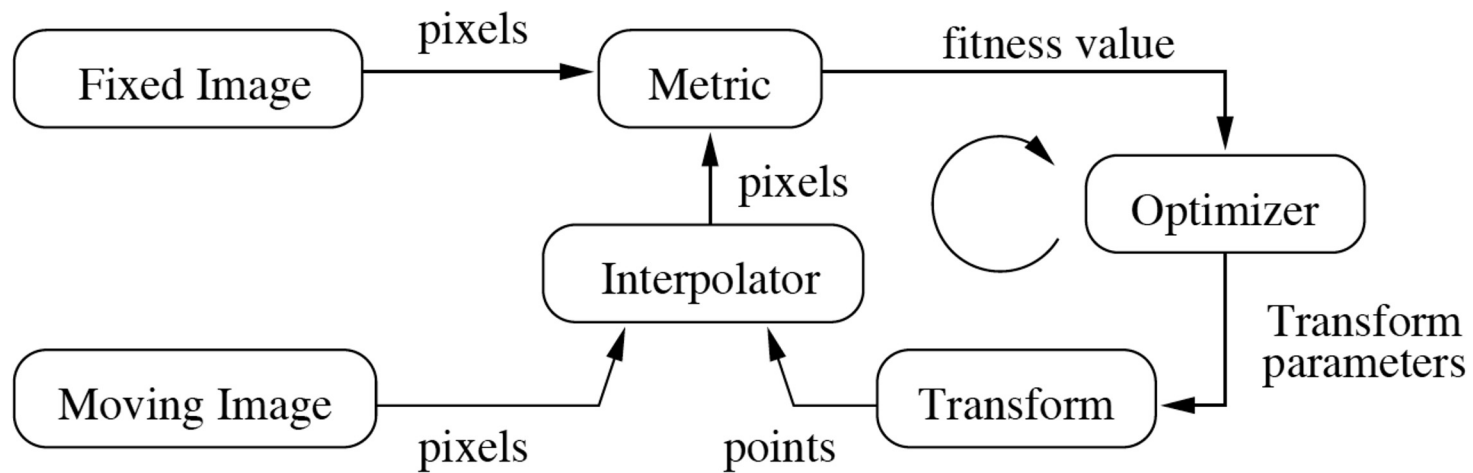 pixels
fitness value
Fixed Image
Metric
pixels
Optimizer
Interpolator
Transform
parameters
Moving Image
Transform
pixels
points